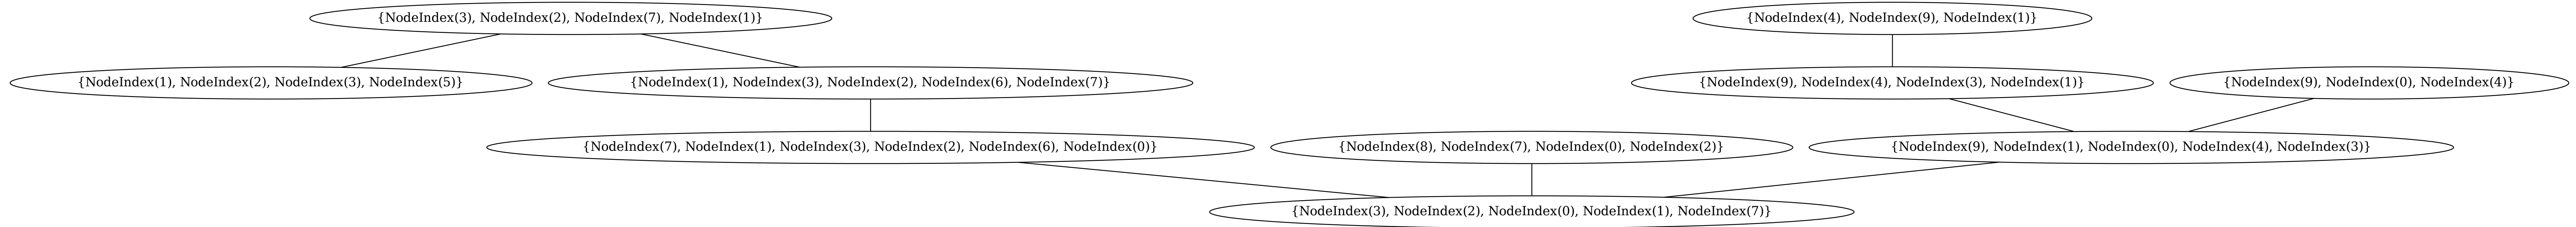 {NodeIndex(3), NodeIndex(2), NodeIndex(7), NodeIndex(1)}
{NodeIndex(4), NodeIndex(9), NodeIndex(1)}
{NodeIndex(1), NodeIndex(2), NodeIndex(3), NodeIndex(5)}
{NodeIndex(1), NodeIndex(3), NodeIndex(2), NodeIndex(6), NodeIndex(7)}
{NodeIndex(9), NodeIndex(4), NodeIndex(3), NodeIndex(1)}
{NodeIndex(9), NodeIndex(0), NodeIndex(4)}
{NodeIndex(7), NodeIndex(1), NodeIndex(3), NodeIndex(2), NodeIndex(6), NodeIndex(0)}
{NodeIndex(8), NodeIndex(7), NodeIndex(0), NodeIndex(2)}
{NodeIndex(9), NodeIndex(1), NodeIndex(0), NodeIndex(4), NodeIndex(3)}
{NodeIndex(3), NodeIndex(2), NodeIndex(0), NodeIndex(1), NodeIndex(7)}